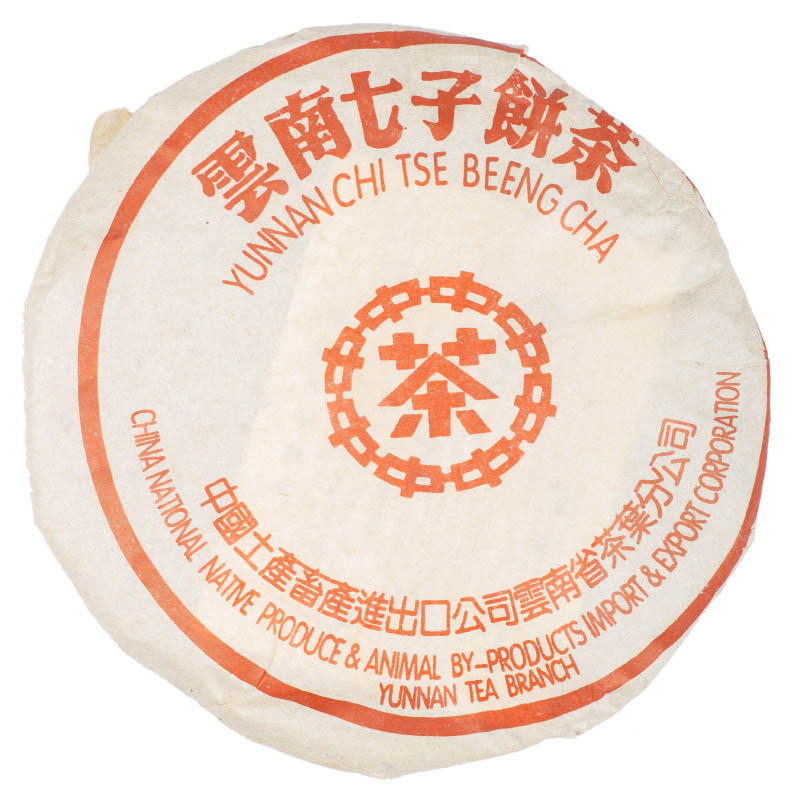 雲南七子餅茶
YUNNAN CHI TSE BEENG CHA
中中中中中中中中
茶
中國土產畜產進出口公司雲南省茶葉分公司
CHINA NATIONAL NATIVE PRODUCE & ANIMAL BY-PRODUCTS IMPORT & EXPORT CORPORATION
YUNNAN TEA BRANCH